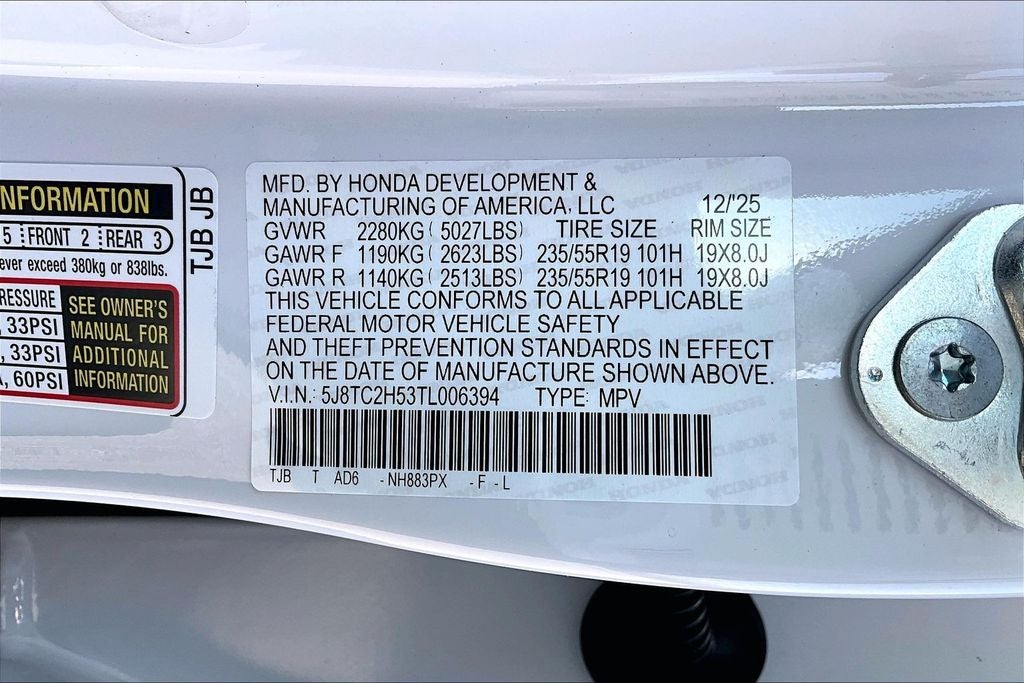 NFORMATION
5 FRONT 2 REAR 3
ever exceed 380kg or 838lbs.
RESSURE
, 33PSI
, 33PSI
A, 60PSI
SEE OWNER'S
MANUAL FOR
ADDITIONAL
INFORMATION
TJB JB
MFD. BY HONDA DEVELOPMENT &
MANUFACTURING OF AMERICA, LLC 12/'25
GVWR 2280KG ( 5027LBS) TIRE SIZE RIM SIZE
GAWR F 1190KG ( 2623LBS) 235/55R19 101H 19X8.0J
GAWR R 1140KG ( 2513LBS) 235/55R19 101H 19X8.0J
THIS VEHICLE CONFORMS TO ALL APPLICABLE
FEDERAL MOTOR VEHICLE SAFETY
AND THEFT PREVENTION STANDARDS IN EFFECT
ON THE DATE OF MANUFACTURE SHOWN ABOVE.
V.I.N.: 5J8TC2H53TL006394 TYPE: MPV
TJB T AD6 -NH883PX -F -L